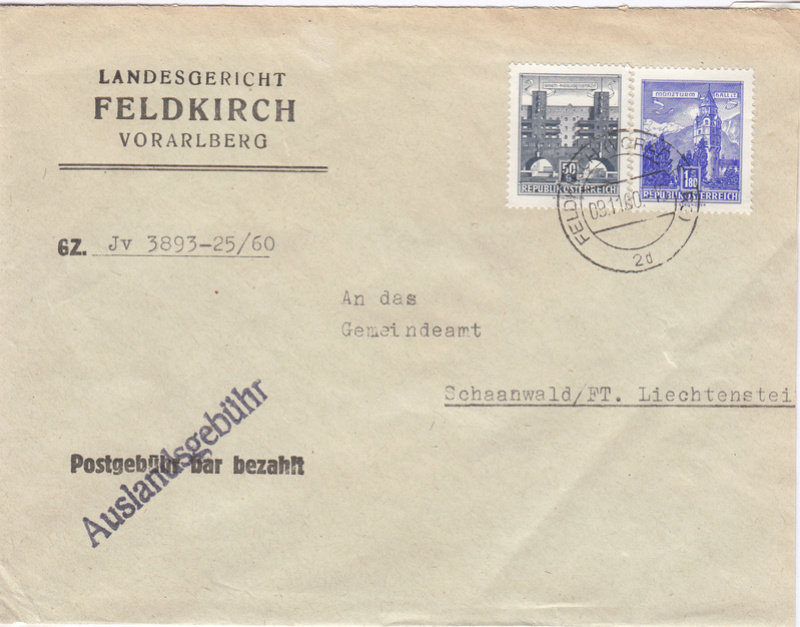 LANDESGERICHT
FELDKIRCH
VORARLBERG
50
REPUBLIK ÖSTERREICH
MÜNZTURM HALL I.T.
1.80
REPUBLIK ÖSTERREICH
09.11.60.
2d
GZ. Jv 3893-25/60
An das
Gemeindeamt
Schaanwald/FT. Liechtenstei
Postgebühr bar bezahlt
Auslandsgebühr